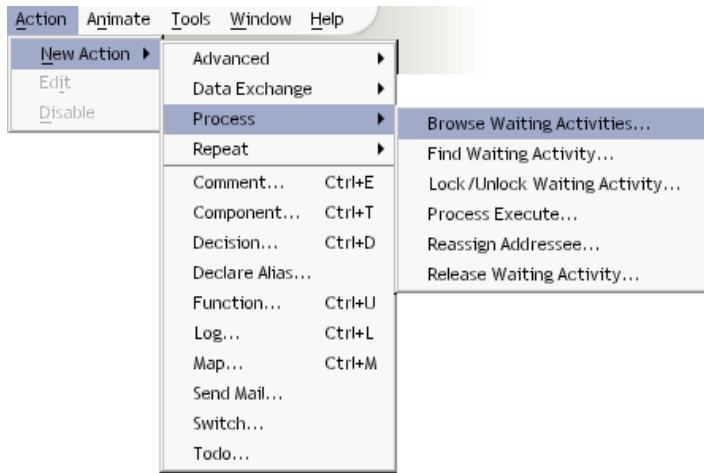 Action Animate Tools Window Help
New Action
Edit
Disable
Advanced
Data Exchange
Process
Repeat
Comment... Ctrl+E
Component... Ctrl+T
Decision... Ctrl+D
Declare Alias...
Function... Ctrl+U
Log... Ctrl+L
Map... Ctrl+M
Send Mail...
Switch...
Todo...
Browse Waiting Activities...
Find Waiting Activity...
Lock/Unlock Waiting Activity...
Process Execute...
Reassign Addressee...
Release Waiting Activity...